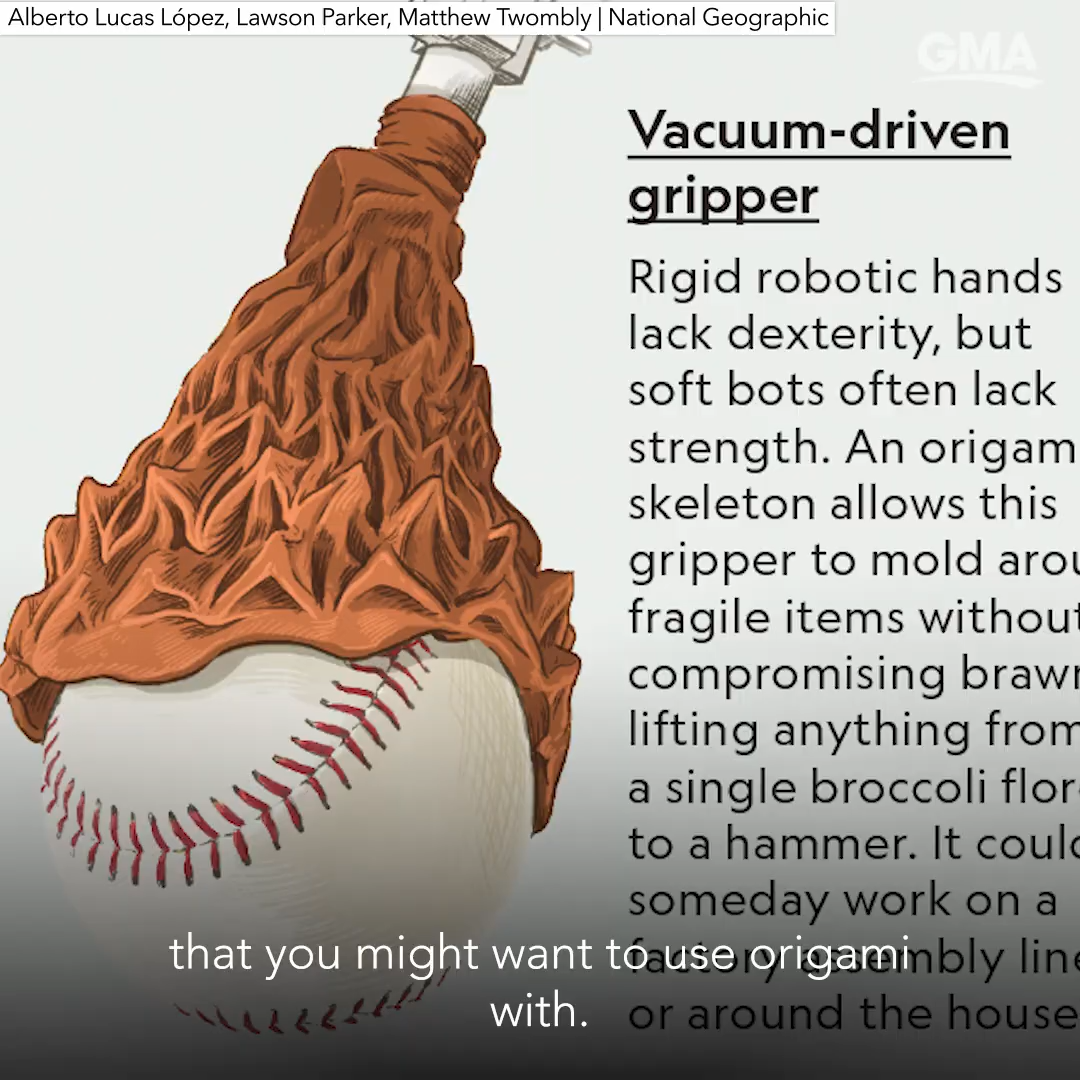 Alberto Lucas López, Lawson Parker, Matthew Twombly | National Geographic
GMA
Vacuum-driven
gripper
Rigid robotic hands
lack dexterity, but
soft bots often lack
strength. An origam
skeleton allows this
gripper to mold arou
fragile items without
compromising brawn
lifting anything from
a single broccoli flor
to a hammer. It could
someday work on a
factory assembly line
or around the house
that you might want to use origami
with.